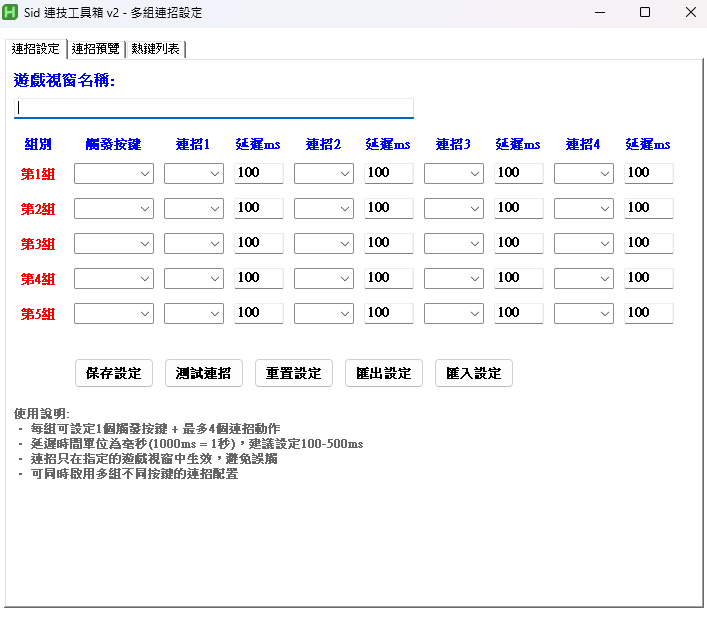 Sid 連技工具箱 v2 - 多組連招設定
連招設定 連招預覽 熱鍵列表
遊戲視窗名稱:
組別 觸發按鍵 連招1 延遲ms 連招2 延遲ms 連招3 延遲ms 連招4 延遲ms
第1組 100 100 100 100
第2組 100 100 100 100
第3組 100 100 100 100
第4組 100 100 100 100
第5組 100 100 100 100
保存設定 測試連招 重置設定 匯出設定 匯入設定
使用說明:
· 每組可設定1個觸發按鍵 + 最多4個連招動作
· 延遲時間單位為毫秒(1000ms = 1秒)，建議設定100-500ms
· 連招只在指定的遊戲視窗中生效，避免誤觸
· 可同時啟用多組不同按鍵的連招配置